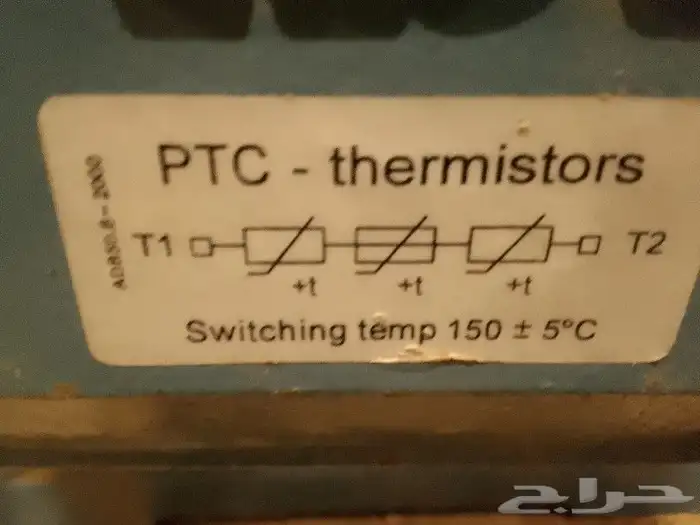 PTC - thermistors
T1 T2
+t +t +t
Switching temp 150 ± 5°C
حراج